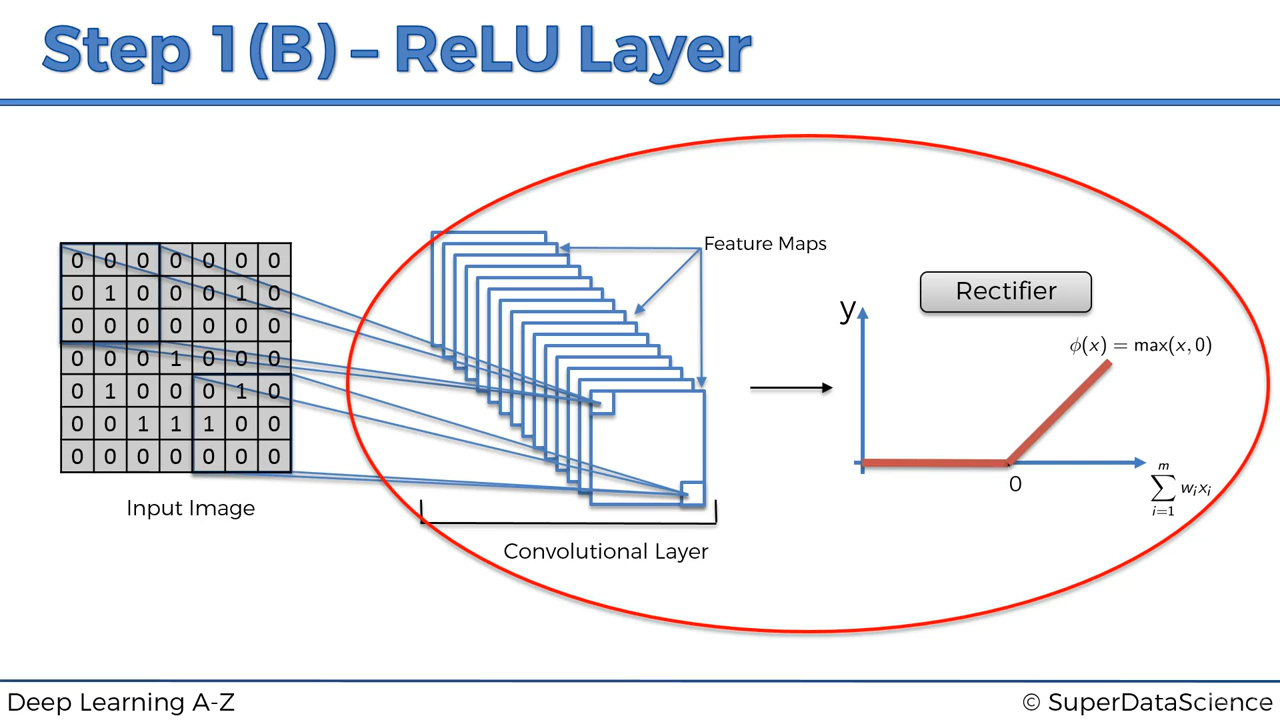 Step 1(B) – ReLU Layer
0 0 0 0 0 0 0
0 1 0 0 0 1 0
0 0 0 0 0 0 0
0 0 0 1 0 0 0
0 1 0 0 0 1 0
0 0 1 1 1 0 0
0 0 0 0 0 0 0
Input Image
Feature Maps
Convolutional Layer
Rectifier
y
ϕ(x) = max(x, 0)
0
m
∑ wᵢxᵢ
i=1
Deep Learning A-Z
© SuperDataScience